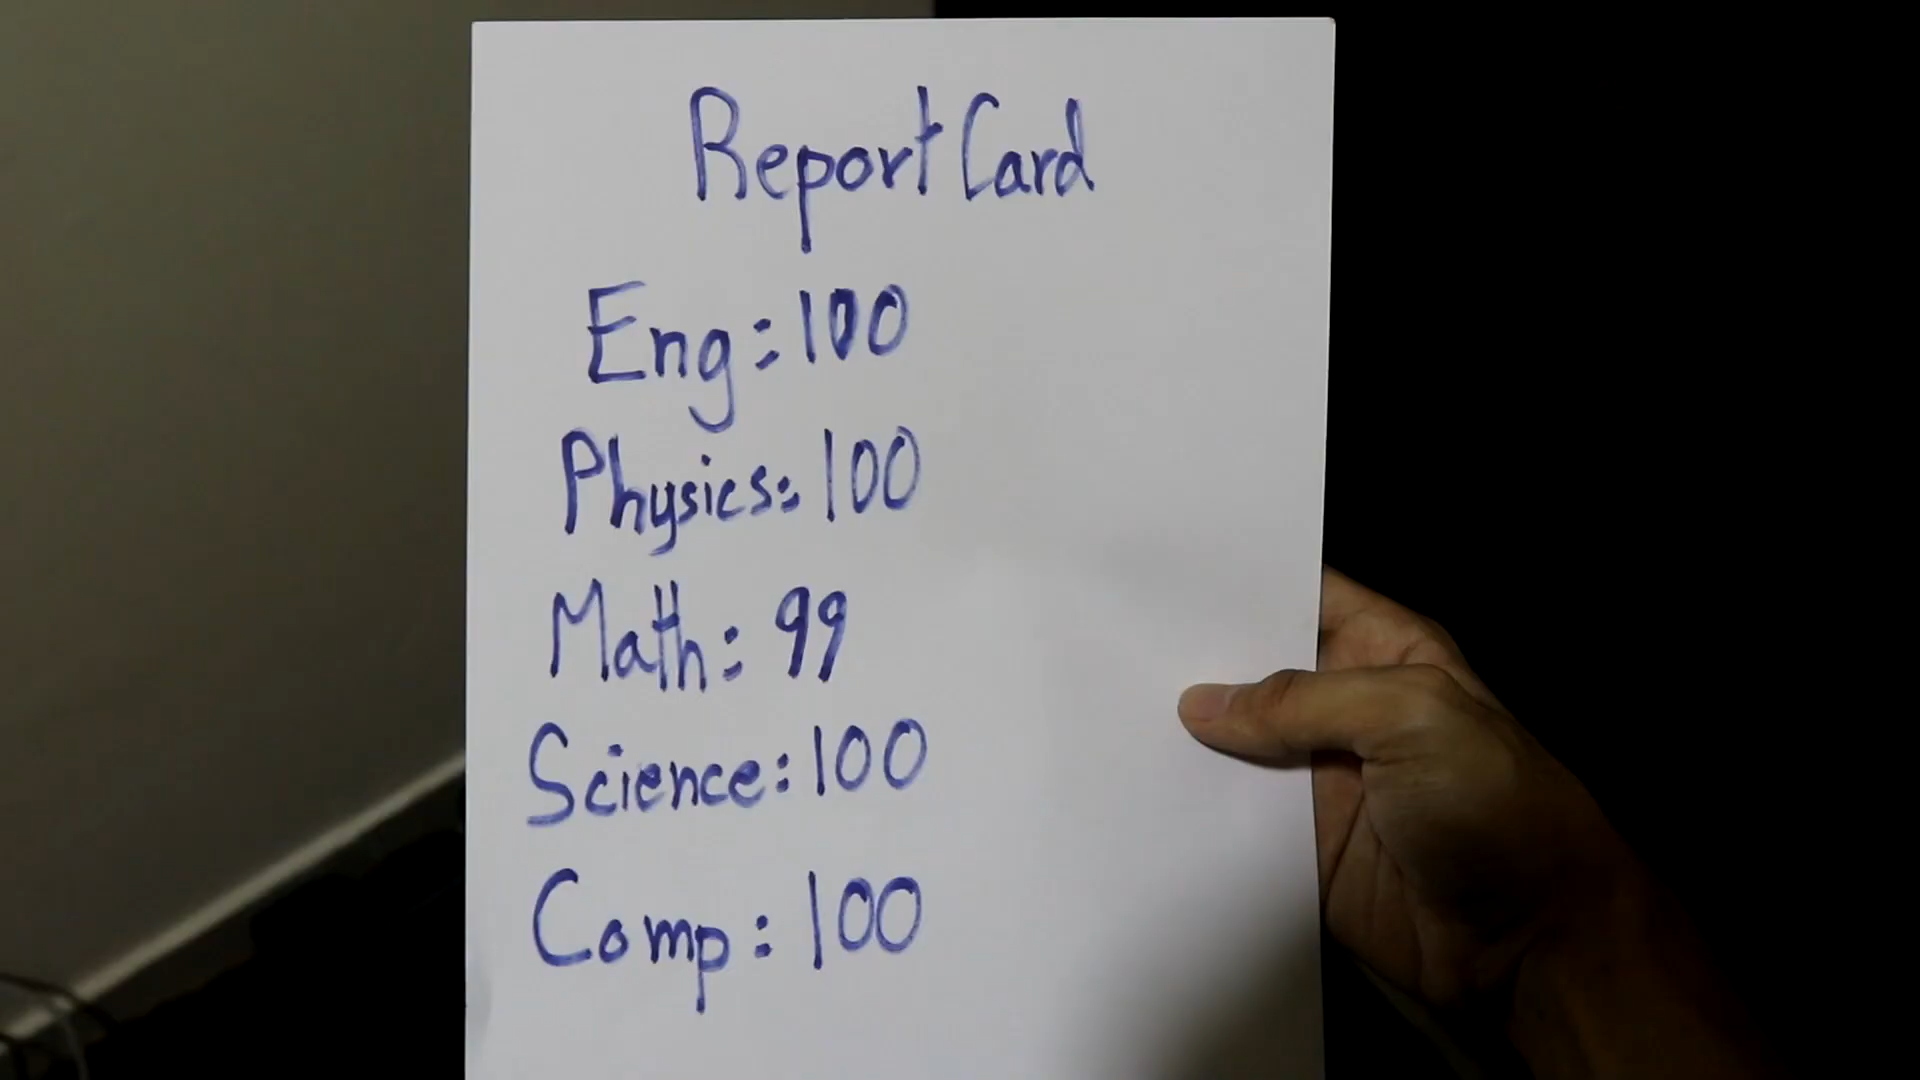 Report Card
Eng: 100
Physics: 100
Math: 99
Science: 100
Comp: 100